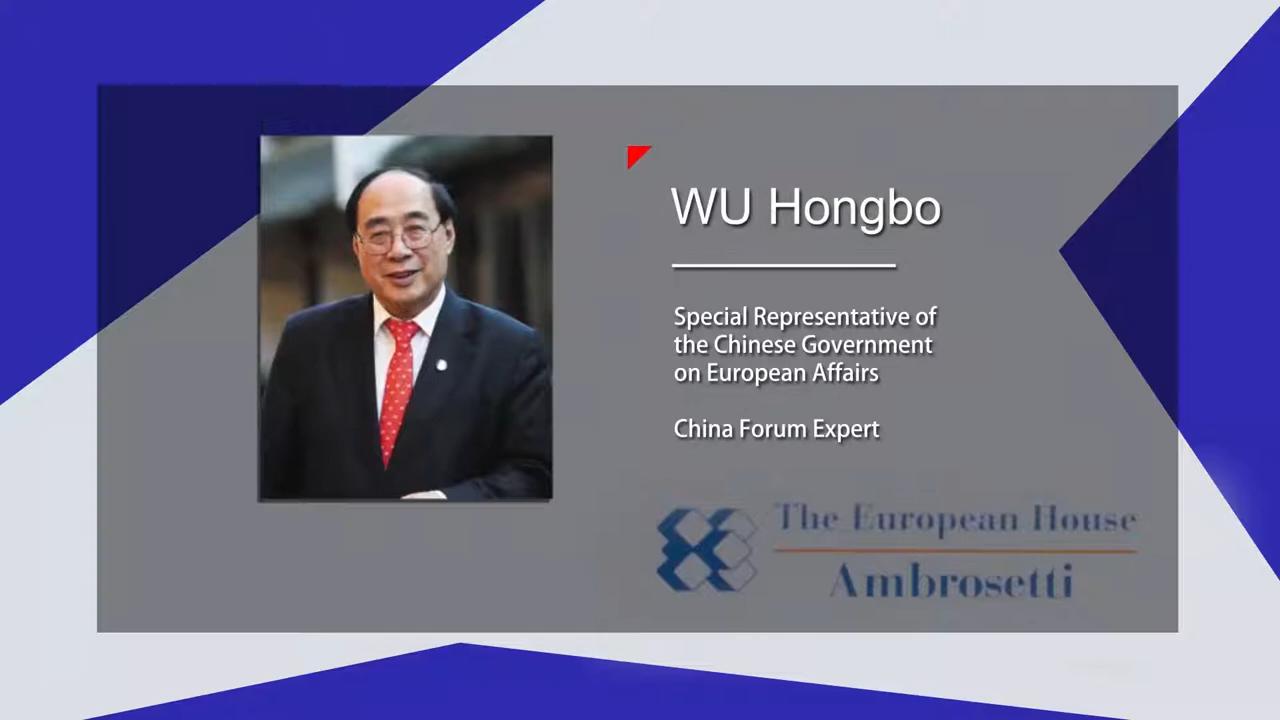 WU Hongbo
Special Representative of
the Chinese Government
on European Affairs
China Forum Expert
The European House
Ambrosetti